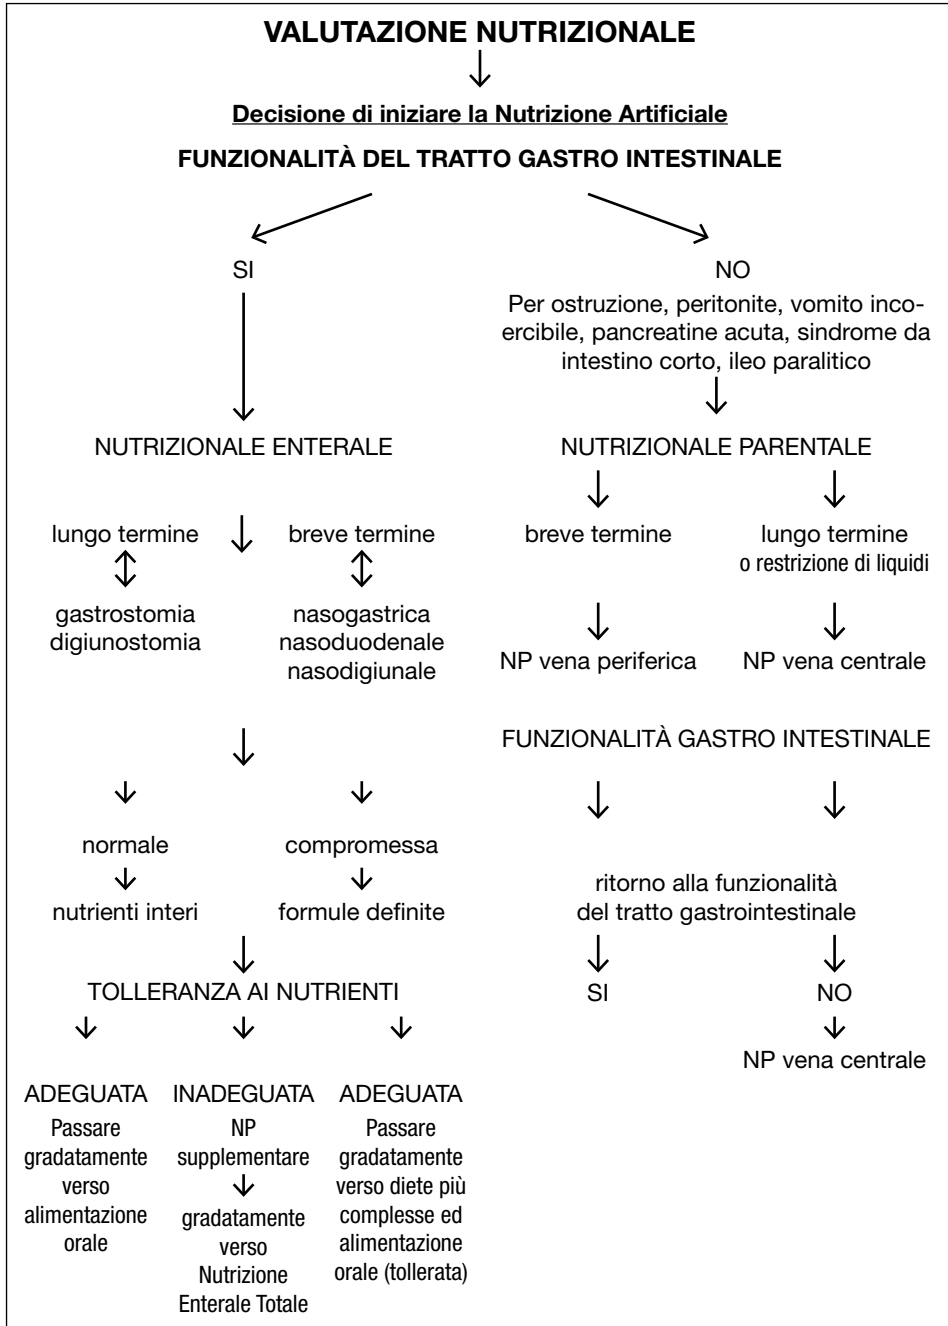 VALUTAZIONE NUTRIZIONALE
Decisione di iniziare la Nutrizione Artificiale
FUNZIONALITÀ DEL TRATTO GASTRO INTESTINALE
SI
NO
Per ostruzione, peritonite, vomito inco-
ercibile, pancreatine acuta, sindrome da
intestino corto, ileo paralitico
NUTRIZIONALE ENTERALE
NUTRIZIONALE PARENTALE
lungo termine
breve termine
breve termine
lungo termine
o restrizione di liquidi
gastrostomia
digiunostomia
nasogastrica
nasoduodenale
nasodigiunale
NP vena periferica
NP vena centrale
FUNZIONALITÀ GASTRO INTESTINALE
normale
compromessa
nutrienti interi
formule definite
ritorno alla funzionalità
del tratto gastrointestinale
TOLLERANZA AI NUTRIENTI
SI
NO
NP vena centrale
ADEGUATA
Passare
gradatamente
verso
alimentazione
orale
INADEGUATA
NP
supplementare
gradatamente
verso
Nutrizione
Enterale Totale
ADEGUATA
Passare
gradatamente
verso diete più
complesse ed
alimentazione
orale (tollerata)